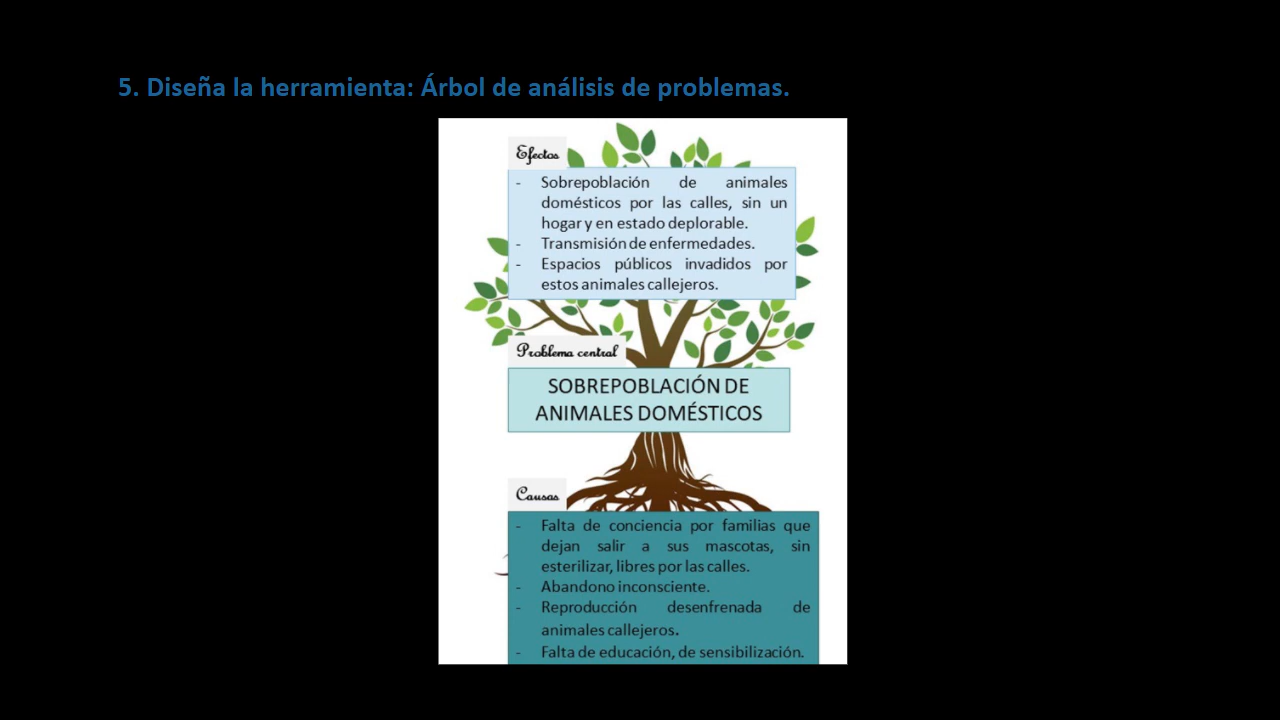 5. Diseña la herramienta: Árbol de análisis de problemas.
Efectos
- Sobrepoblación de animales
domésticos por las calles, sin un
hogar y en estado deplorable.
- Transmisión de enfermedades.
- Espacios públicos invadidos por
estos animales callejeros.
Problema central
SOBREPOBLACIÓN DE
ANIMALES DOMÉSTICOS
Causas
- Falta de conciencia por familias que
dejan salir a sus mascotas, sin
esterilizar, libres por las calles.
- Abandono inconsciente.
- Reproducción desenfrenada de
animales callejeros.
- Falta de educación, de sensibilización.